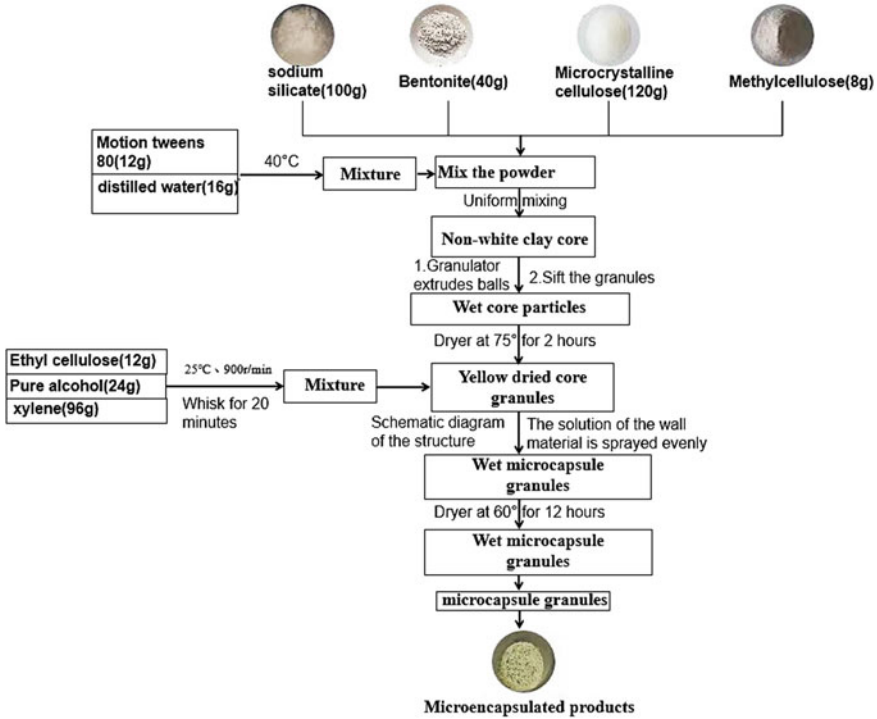 sodium
silicate(100g)
Bentonite(40g)
Microcrystalline
cellulose(120g)
Methylcellulose(8g)
Motion tweens
80(12g)
distilled water(16g)
40°C
Mixture
Mix the powder
Uniform mixing
Non-white clay core
1.Granulator
extrudes balls
2.Sift the granules
Wet core particles
Dryer at 75° for 2 hours
Ethyl cellulose(12g)
Pure alcohol(24g)
xylene(96g)
25℃、900r/min
Whisk for 20
minutes
Mixture
Yellow dried core
granules
Schematic diagram
of the structure
The solution of the wall
material is sprayed evenly
Wet microcapsule
granules
Dryer at 60° for 12 hours
Wet microcapsule
granules
microcapsule granules
Microencapsulated products